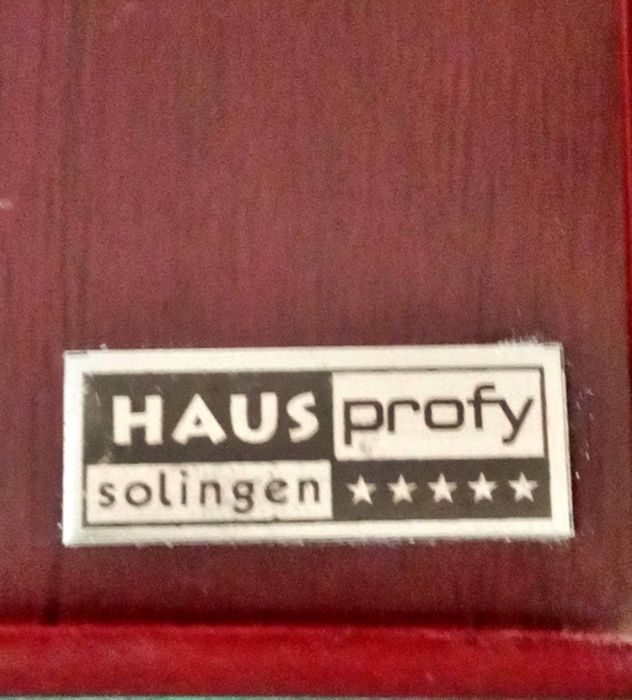 HAUS profy
solingen ★★★★★